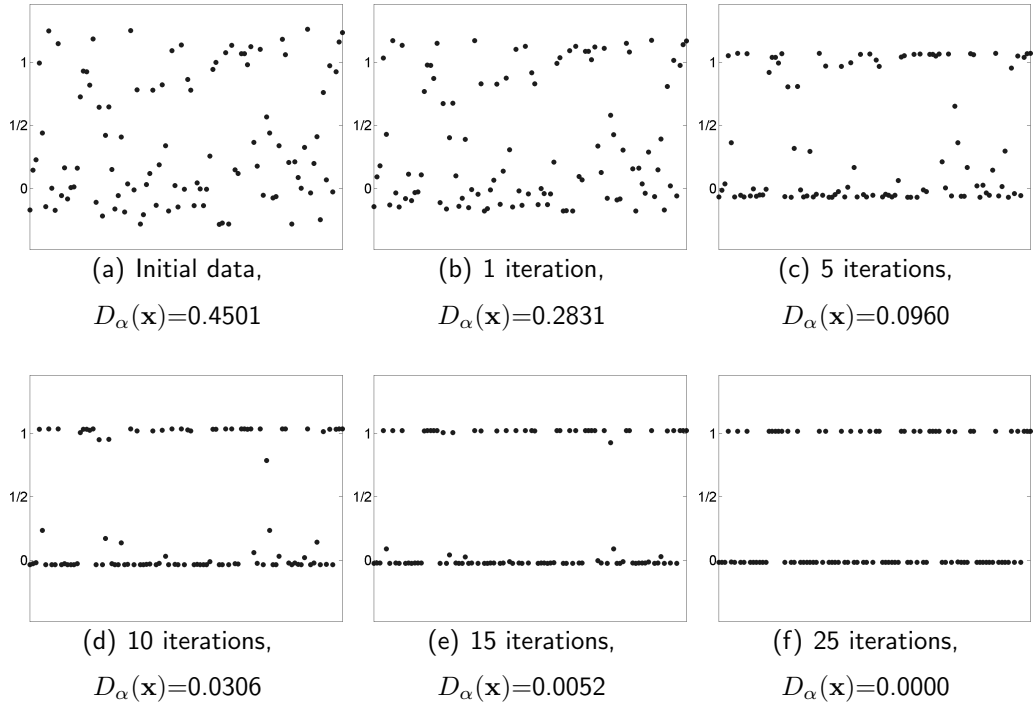 1
1/2
0
(a) Initial data,
Dα(x)=0.4501
1
1/2
0
(b) 1 iteration,
Dα(x)=0.2831
1
1/2
0
(c) 5 iterations,
Dα(x)=0.0960
1
1/2
0
(d) 10 iterations,
Dα(x)=0.0306
1
1/2
0
(e) 15 iterations,
Dα(x)=0.0052
1
1/2
0
(f) 25 iterations,
Dα(x)=0.0000